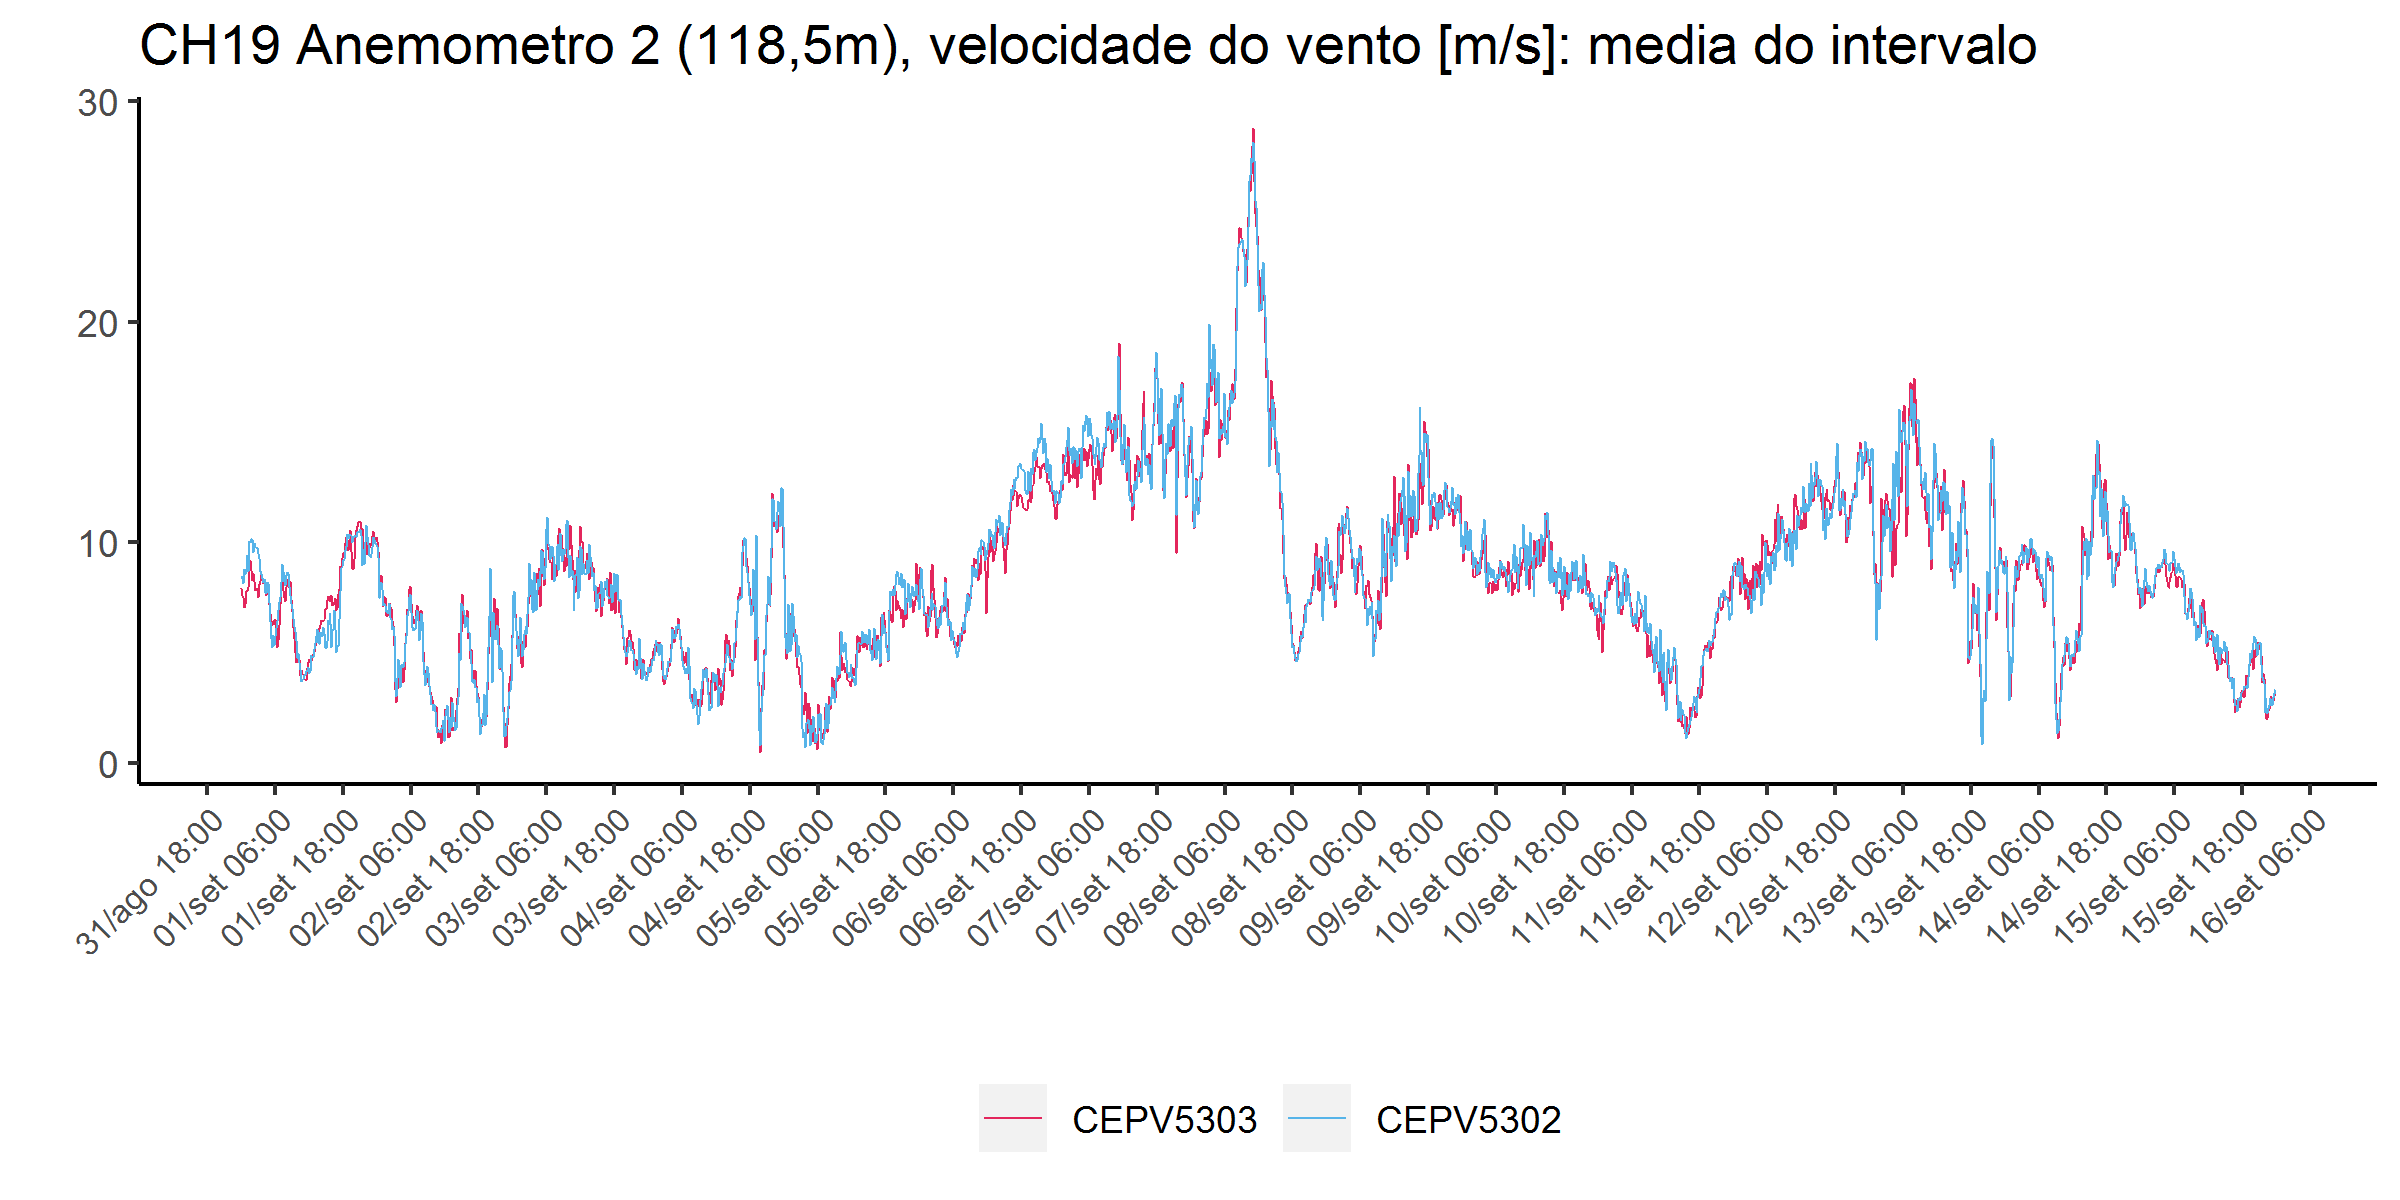 CH19 Anemometro 2 (118,5m), velocidade do vento [m/s]: media do intervalo
30
20
10
0
31/ago 18:00
01/set 06:00
01/set 18:00
02/set 06:00
02/set 18:00
03/set 06:00
03/set 18:00
04/set 06:00
04/set 18:00
05/set 06:00
05/set 18:00
06/set 06:00
06/set 18:00
07/set 06:00
07/set 18:00
08/set 06:00
08/set 18:00
09/set 06:00
09/set 18:00
10/set 06:00
10/set 18:00
11/set 06:00
11/set 18:00
12/set 06:00
12/set 18:00
13/set 06:00
13/set 18:00
14/set 06:00
14/set 18:00
15/set 06:00
15/set 18:00
16/set 06:00
CEPV5303
CEPV5302